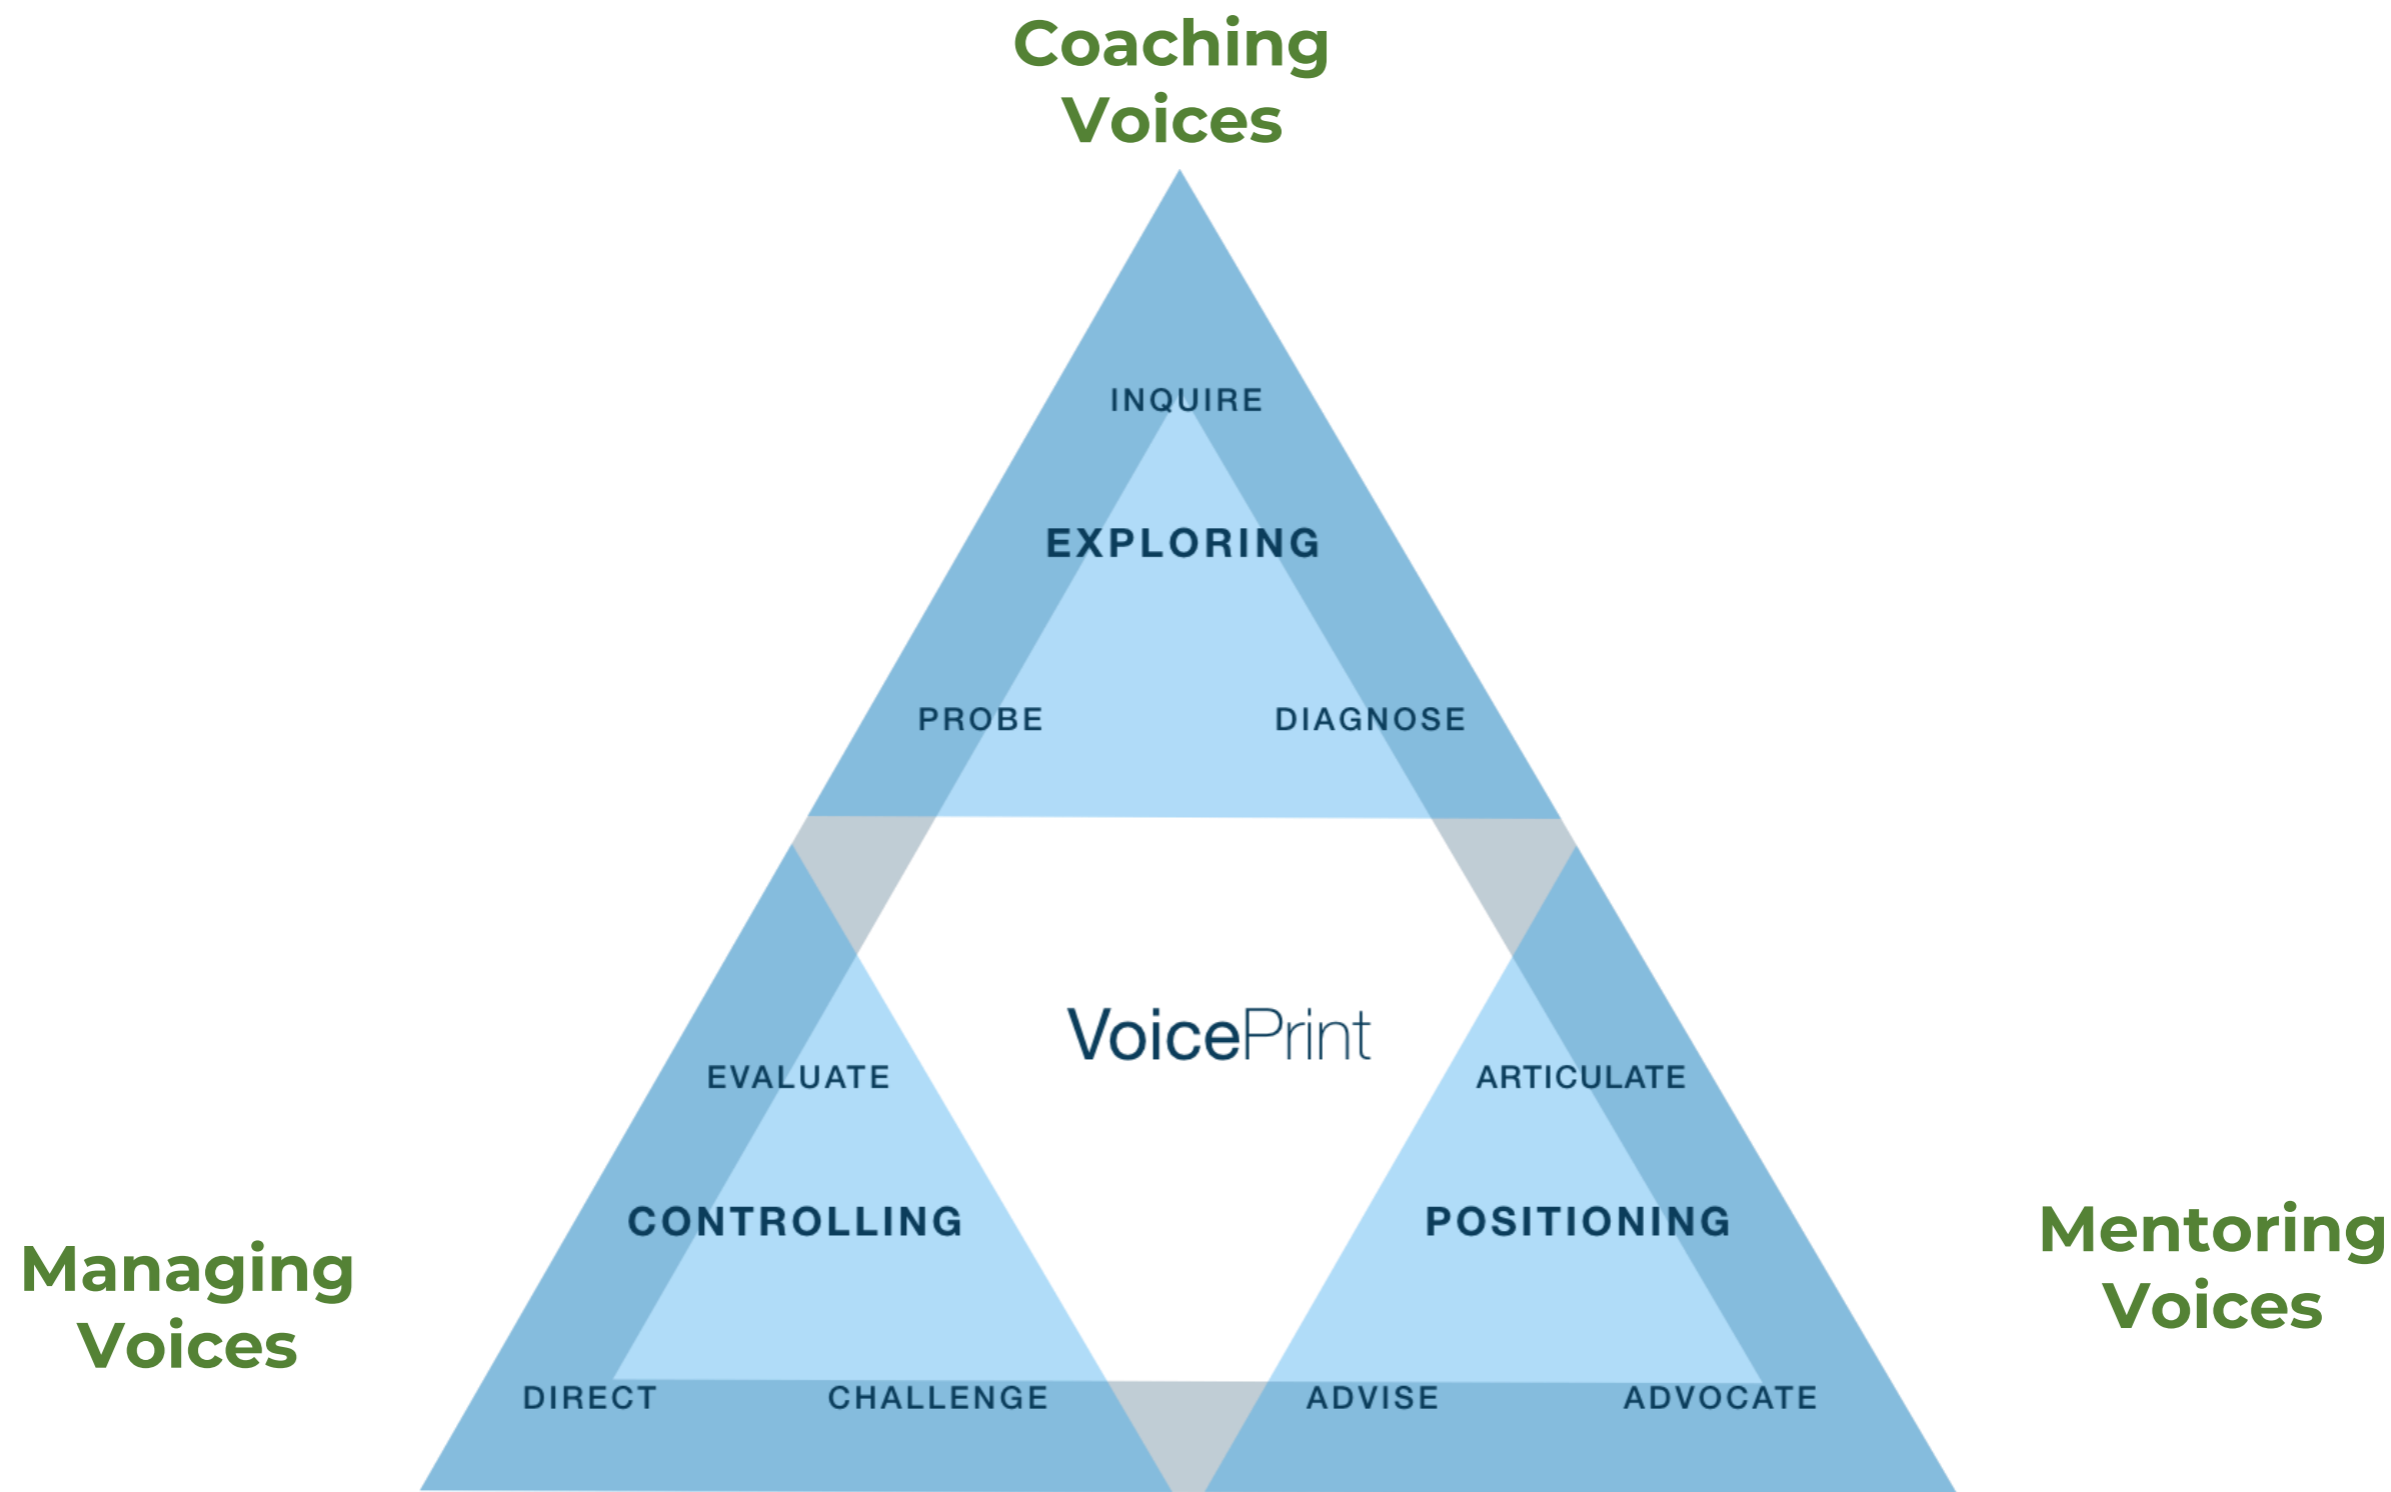 Coaching
Voices
INQUIRE
EXPLORING
PROBE
DIAGNOSE
VoicePrint
EVALUATE
CONTROLLING
DIRECT
CHALLENGE
ARTICULATE
POSITIONING
ADVISE
ADVOCATE
Managing
Voices
Mentoring
Voices